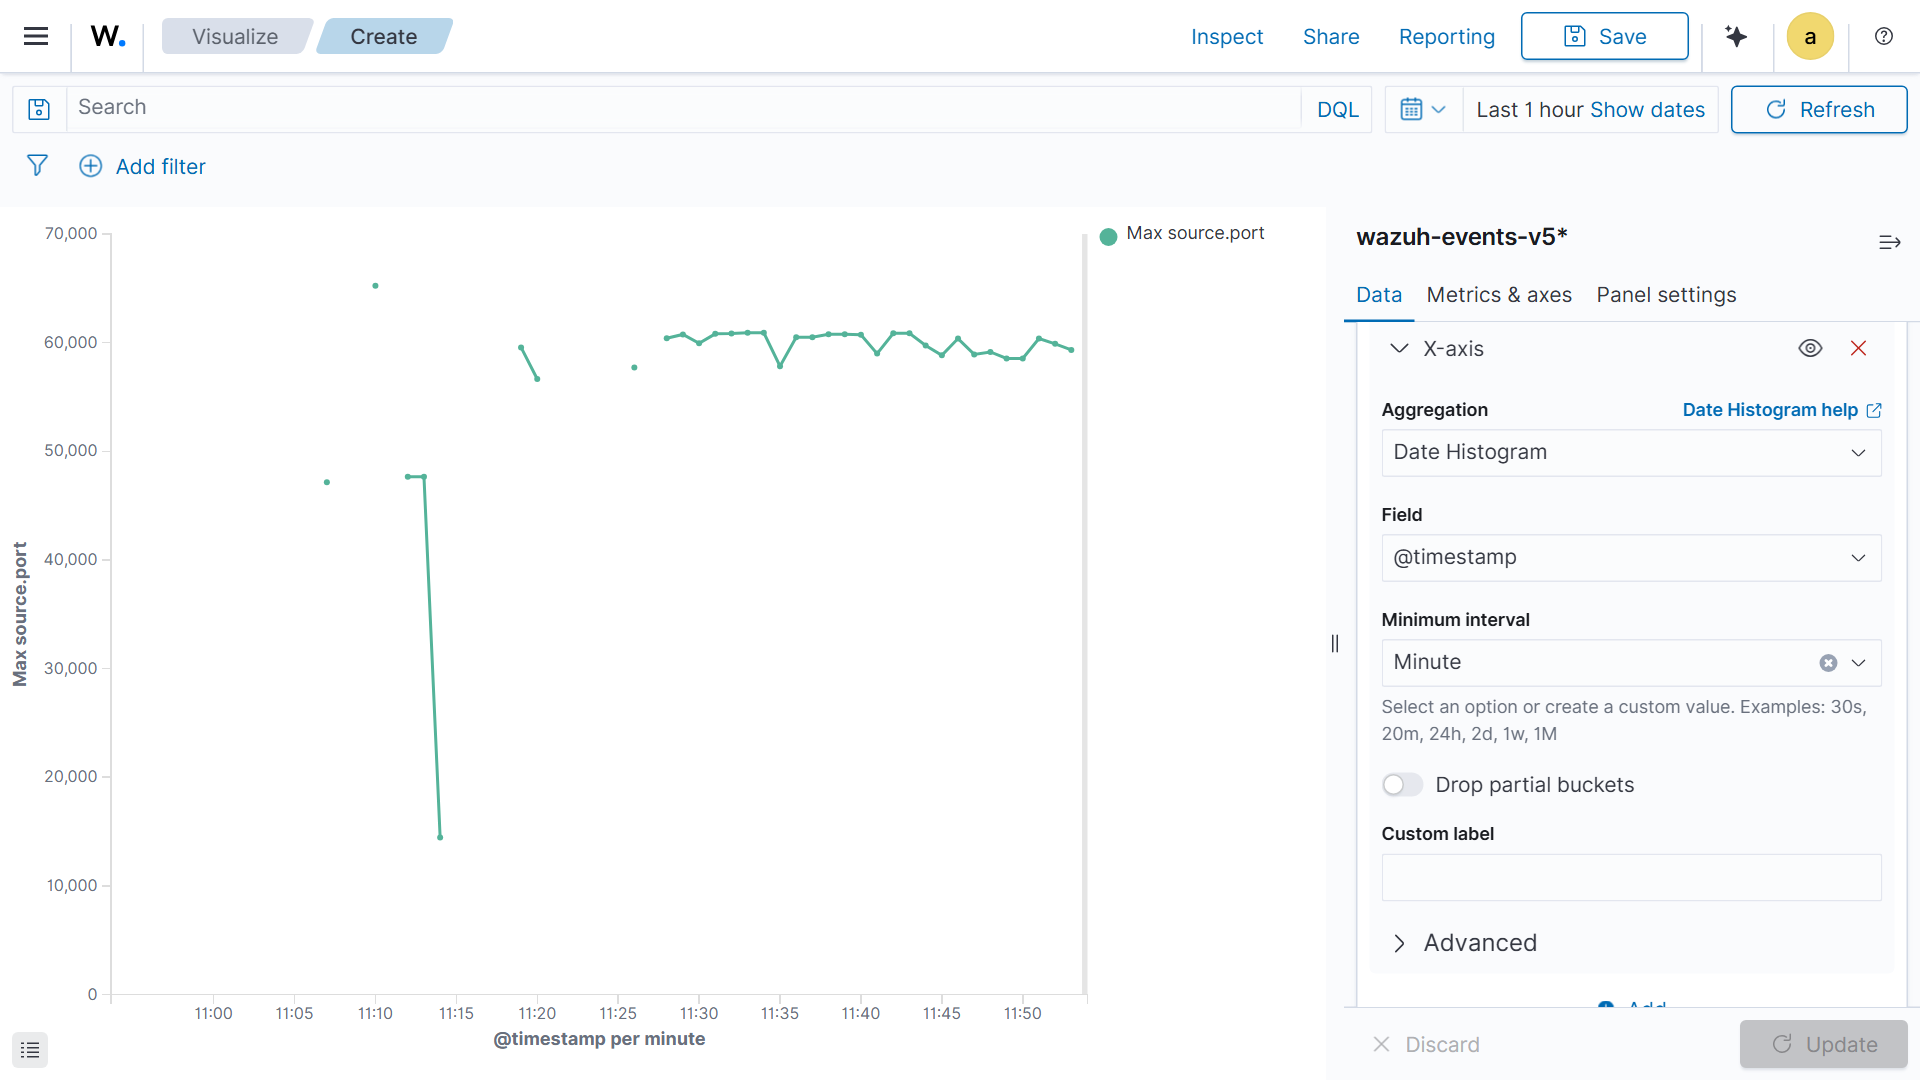 W.
Visualize
Create
Inspect
Share
Reporting
Save
a
Search
DQL
Last 1 hour Show dates
Refresh
Add filter
70,000
60,000
50,000
40,000
30,000
20,000
10,000
0
Max source.port
11:00
11:05
11:10
11:15
11:20
11:25
11:30
11:35
11:40
11:45
11:50
@timestamp per minute
Max source.port
wazuh-events-v5*
Data
Metrics & axes
Panel settings
X-axis
Aggregation
Date Histogram help
Date Histogram
Field
@timestamp
Minimum interval
Minute
Select an option or create a custom value. Examples: 30s,
20m, 24h, 2d, 1w, 1M
Drop partial buckets
Custom label
Advanced
Add
Discard
Update